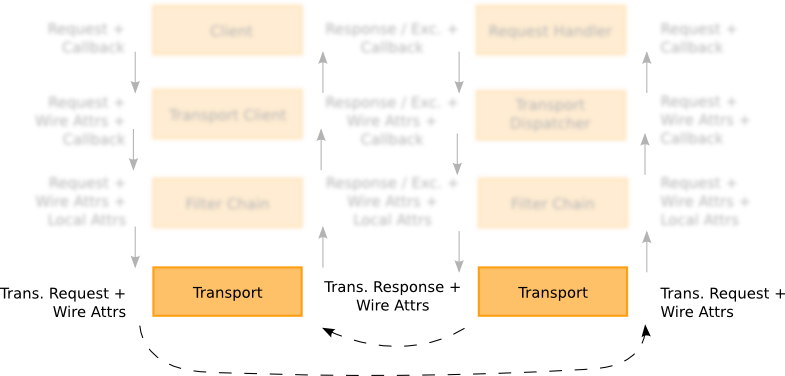 Request +
Callback
Client
Response / Exc. +
Callback
Request Handler
Request +
Callback
Request +
Wire Attrs +
Callback
Transport Client
Response / Exc. +
Wire Attrs +
Callback
Transport
Dispatcher
Request +
Wire Attrs +
Callback
Request +
Wire Attrs +
Local Attrs
Filter Chain
Response / Exc. +
Wire Attrs +
Local Attrs
Filter Chain
Request +
Wire Attrs +
Local Attrs
Trans. Request +
Wire Attrs
Transport
Trans. Response +
Wire Attrs
Transport
Trans. Request +
Wire Attrs